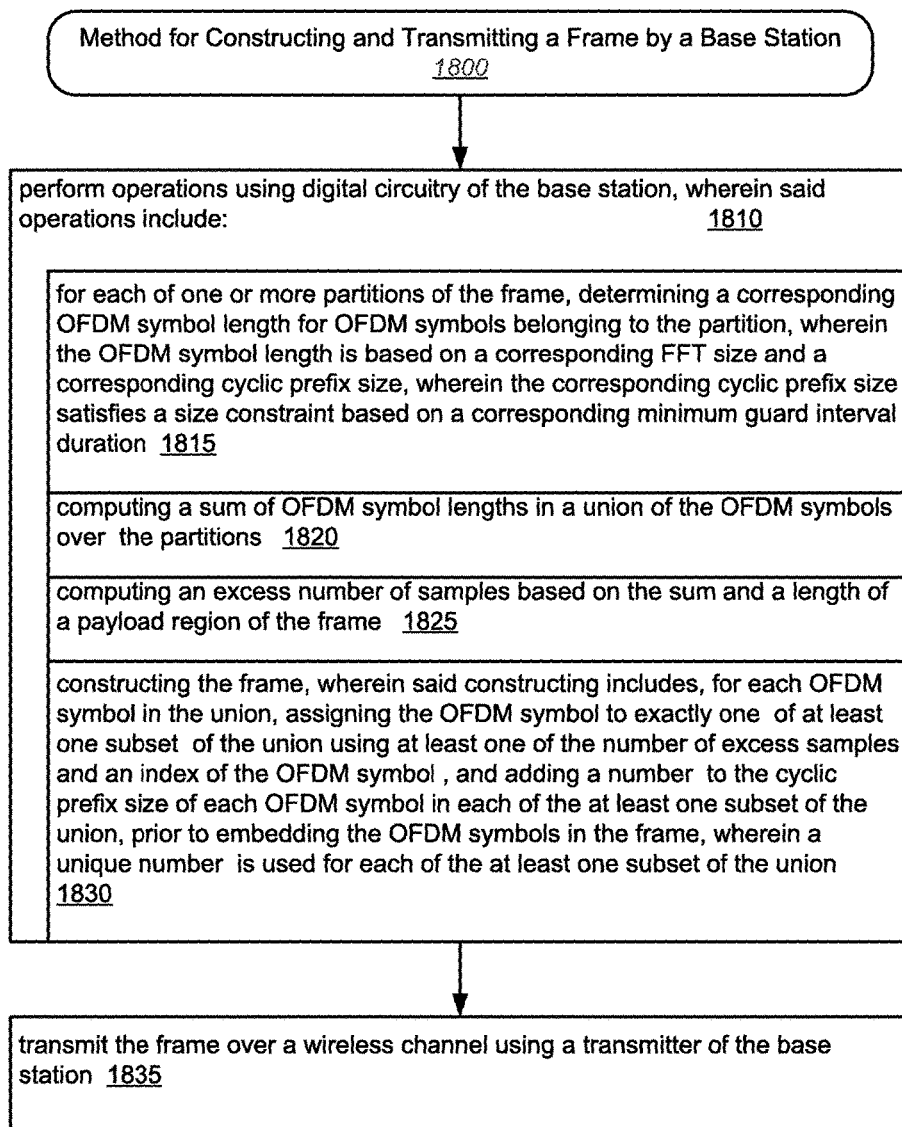 Method for Constructing and Transmitting a Frame by a Base Station
1800
perform operations using digital circuitry of the base station, wherein said
operations include: 1810
for each of one or more partitions of the frame, determining a corresponding
OFDM symbol length for OFDM symbols belonging to the partition, wherein
the OFDM symbol length is based on a corresponding FFT size and a
corresponding cyclic prefix size, wherein the corresponding cyclic prefix size
satisfies a size constraint based on a corresponding minimum guard interval
duration 1815
computing a sum of OFDM symbol lengths in a union of the OFDM symbols
over the partitions 1820
computing an excess number of samples based on the sum and a length of
a payload region of the frame 1825
constructing the frame, wherein said constructing includes, for each OFDM
symbol in the union, assigning the OFDM symbol to exactly one of at least
one subset of the union using at least one of the number of excess samples
and an index of the OFDM symbol , and adding a number to the cyclic
prefix size of each OFDM symbol in each of the at least one subset of the
union, prior to embedding the OFDM symbols in the frame, wherein a
unique number is used for each of the at least one subset of the union
1830
transmit the frame over a wireless channel using a transmitter of the base
station 1835